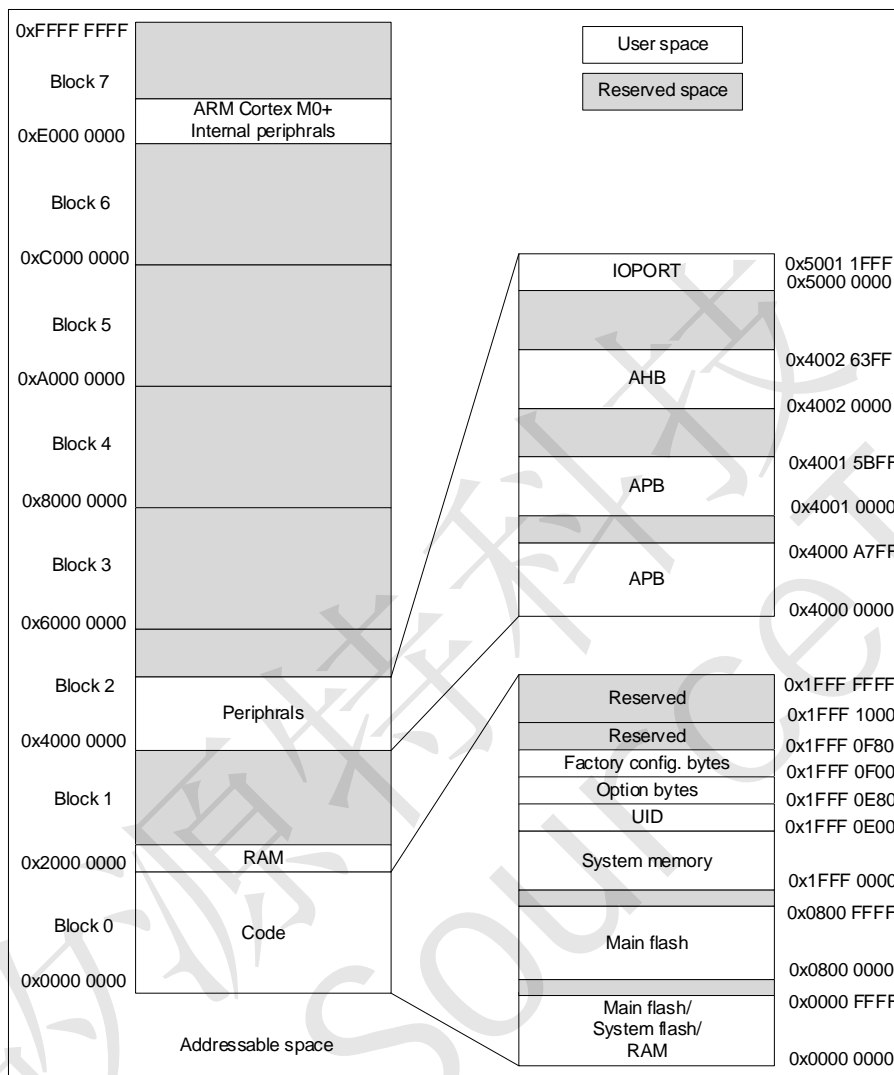 0xFFFF FFFF
Block 7
ARM Cortex M0+
Internal periphrals
0xE000 0000
Block 6
0xC000 0000
Block 5
0xA000 0000
Block 4
0x8000 0000
Block 3
0x6000 0000
Block 2
Periphrals
0x4000 0000
Block 1
RAM
0x2000 0000
Block 0
Code
0x0000 0000
Addressable space
User space
Reserved space
IOPORT
0x5001 1FFF
0x5000 0000
0x4002 63FF
AHB
0x4002 0000
0x4001 5BFF
APB
0x4001 0000
0x4000 A7FF
APB
0x4000 0000
0x1FFF FFFF
Reserved
0x1FFF 1000
Reserved
0x1FFF 0F80
Factory config. bytes
0x1FFF 0F00
Option bytes
0x1FFF 0E80
UID
0x1FFF 0E00
System memory
0x1FFF 0000
0x0800 FFFF
Main flash
0x0800 0000
0x0000 FFFF
Main flash/
System flash/
RAM
0x0000 0000
源特科技
Source